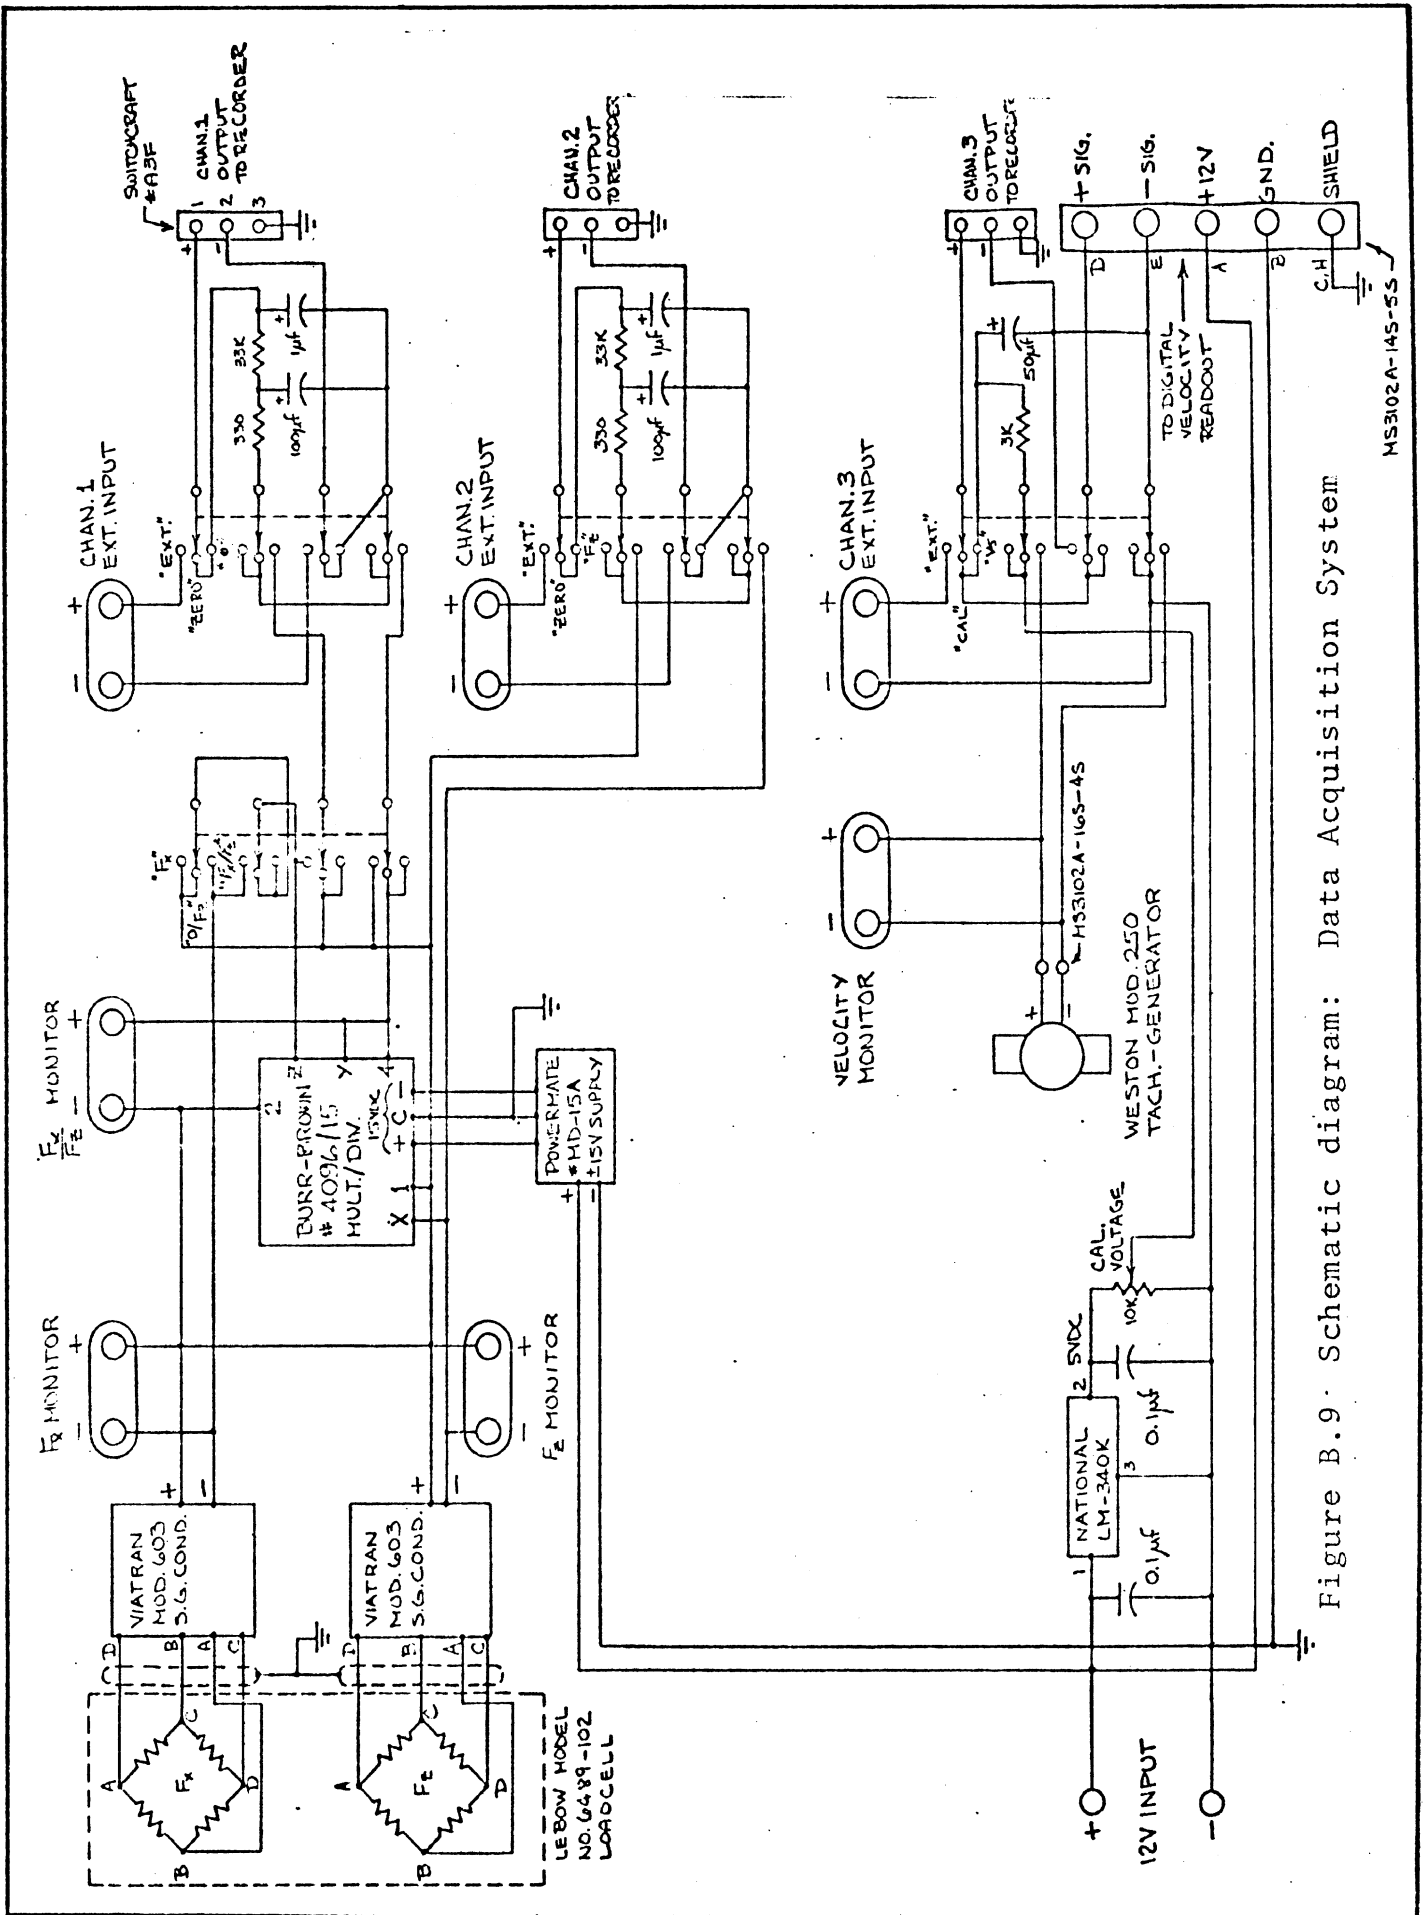 SWITCHCRAFT
#A3F
CHAN.1
OUTPUT
TO RECORDER
1
2
3
+
-
33K
330
1µf
100µf
+
+
CHAN. 1
EXT. INPUT
+
-
"EXT."
"ZERO"
"F𝗑"
"D/Fz"
"Fx/Fz"
Fx/Fz MONITOR
+
-
BURR-BROWN
# 4096/15
MULT./DIV.
2
Z
Y
4
15VDC
+ C -
X 1
Fx MONITOR
+
-
VIATRAN
MOD. 603
S.G. COND.
+
-
D
B
A
C
A
C
D
B
Fx
CHAN.2
OUTPUT
TO RECORDER
+
-
33K
330
1µf
100µf
+
+
CHAN.2
EXT. INPUT
+
-
"EXT."
"ZERO"
"Fz"
POWERMATE
#MD-15A
±15V SUPPLY
+
-
Fz MONITOR
+
-
VIATRAN
MOD. 603
S.G. COND.
+
-
D
B
A
C
A
C
D
B
Fz
LEBOW MODEL
NO. 6489-102
LOADCELL
CHAN.3
OUTPUT
TO RECORDER
+
-
50µf
+
3K
CHAN.3
EXT. INPUT
+
-
"EXT."
"CAL"
"VS"
VELOCITY
MONITOR
+
-
MS3102A-16S-4S
+
-
WESTON MOD. 250
TACH.-GENERATOR
+ SIG.
- SIG.
+12V
GND.
SHIELD
D
E
A
B
C,H
TO DIGITAL
VELOCITY
READOUT
MS3102A-14S-5S
CAL.
VOLTAGE
10K
5VDC
2
NATIONAL
LM-340K
1
3
0.1µf
0.1µf
+
12V INPUT
-
Figure B.9 Schematic diagram: Data Acquisition System